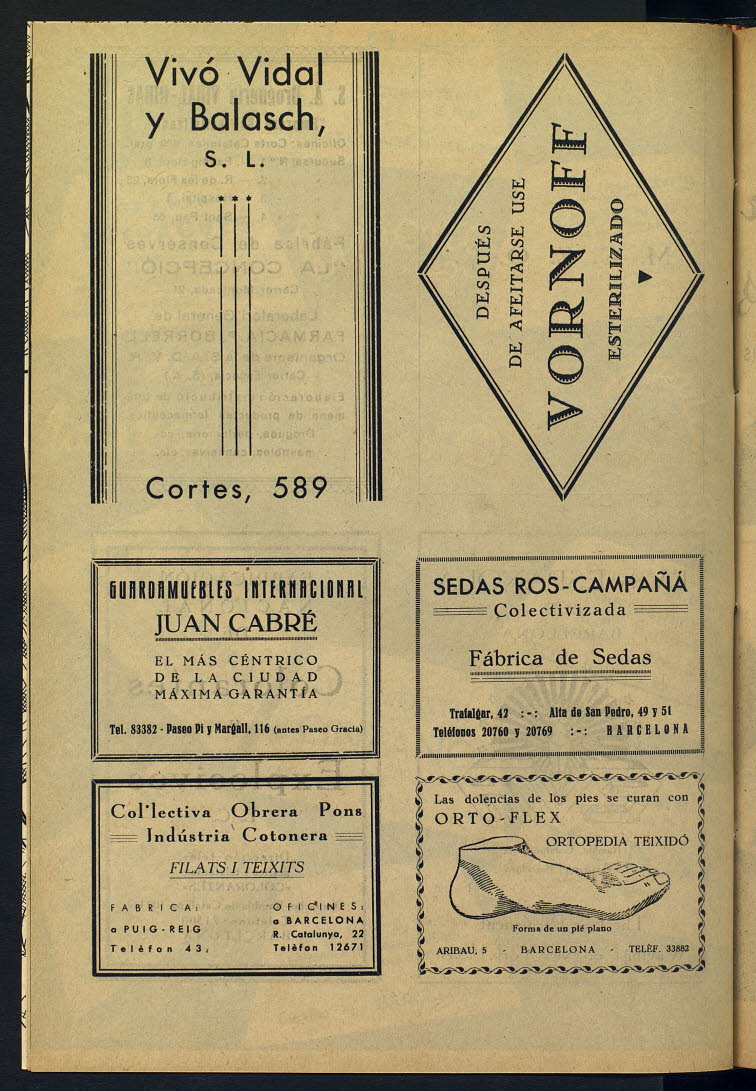 Vivó Vidal
y Balasch,
S. L.
Cortes, 589
DESPUÉS
DE AFEITARSE USE
VORNOFF
ESTERILIZADO
GUARDAMUEBLES INTERNACIONAL
JUAN CABRÉ
EL MÁS CÉNTRICO
DE LA CIUDAD
MÁXIMA GARANTÍA
Tel. 83382 - Paseo Pi y Margall, 116 (antes Paseo Gracia)
SEDAS ROS-CAMPAÑÁ
Colectivizada
Fábrica de Sedas
Trafalgar, 42 :-: Alta de San Pedro, 49 y 51
Teléfonos 20760 y 20769 :-: BARCELONA
Col'lectiva Obrera Pons
Indústria Cotonera
FILATS I TEIXITS
FABRICA:
a PUIG-REIG
Telèfon 43,
OFICINES:
a BARCELONA
R. Catalunya, 22
Telèfon 12671
Las dolencias de los pies se curan con
ORTO-FLEX
ORTOPEDIA TEIXIDÓ
Forma de un pié plano
ARIBAU, 5 - BARCELONA - TELÈF. 33882